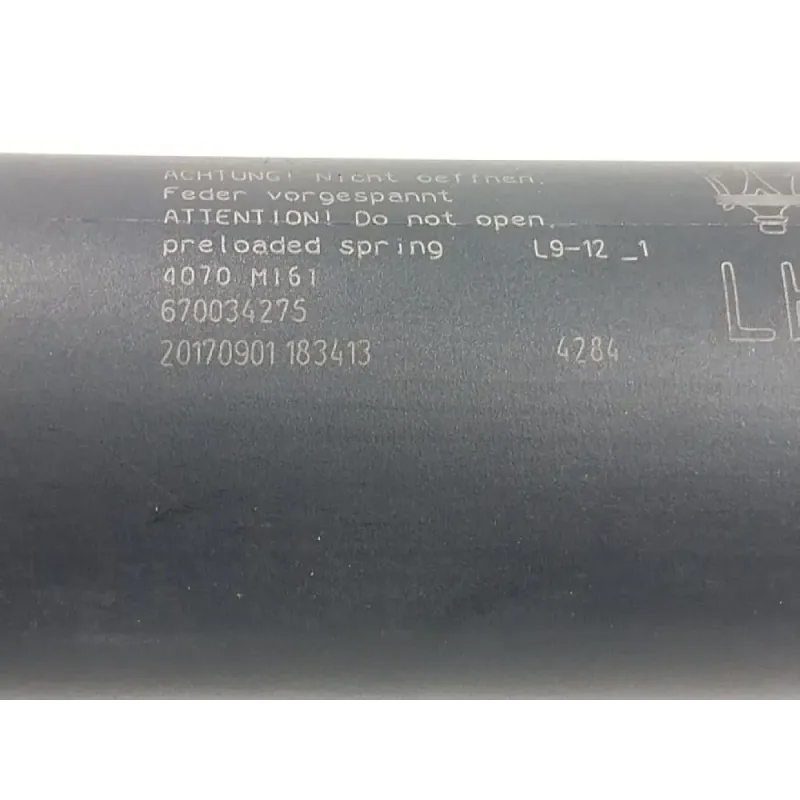 ACHTUNG! Nicht oeffnen.
Feder vorgespannt
ATTENTION! Do not open.
preloaded spring L9-12 _1
4070 M161
670034275
20170901 183413 4284
L